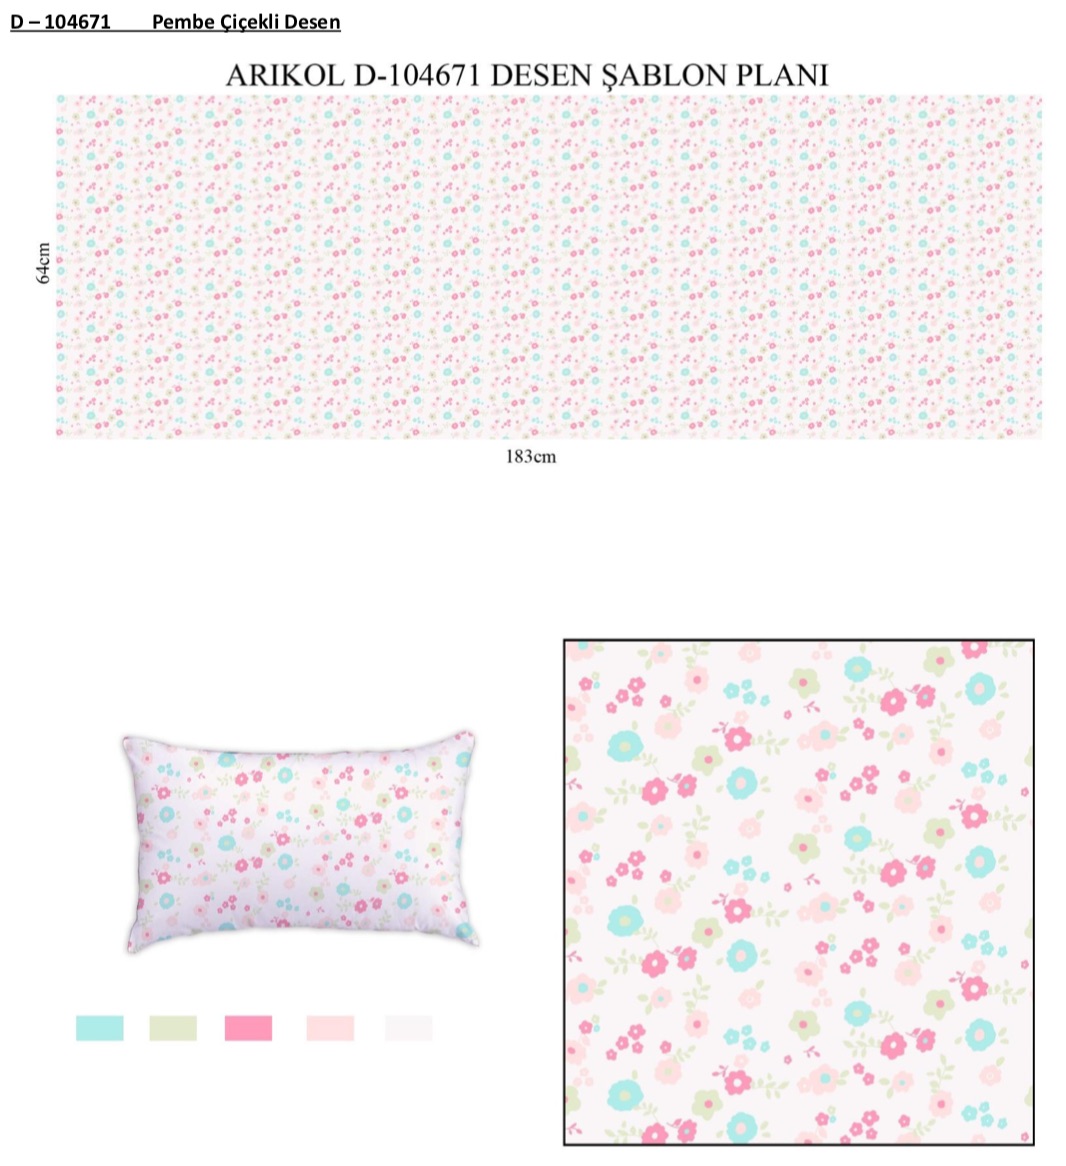 D – 104671 Pembe Çiçekli Desen
ARIKOL D-104671 DESEN ŞABLON PLANI
64cm
183cm